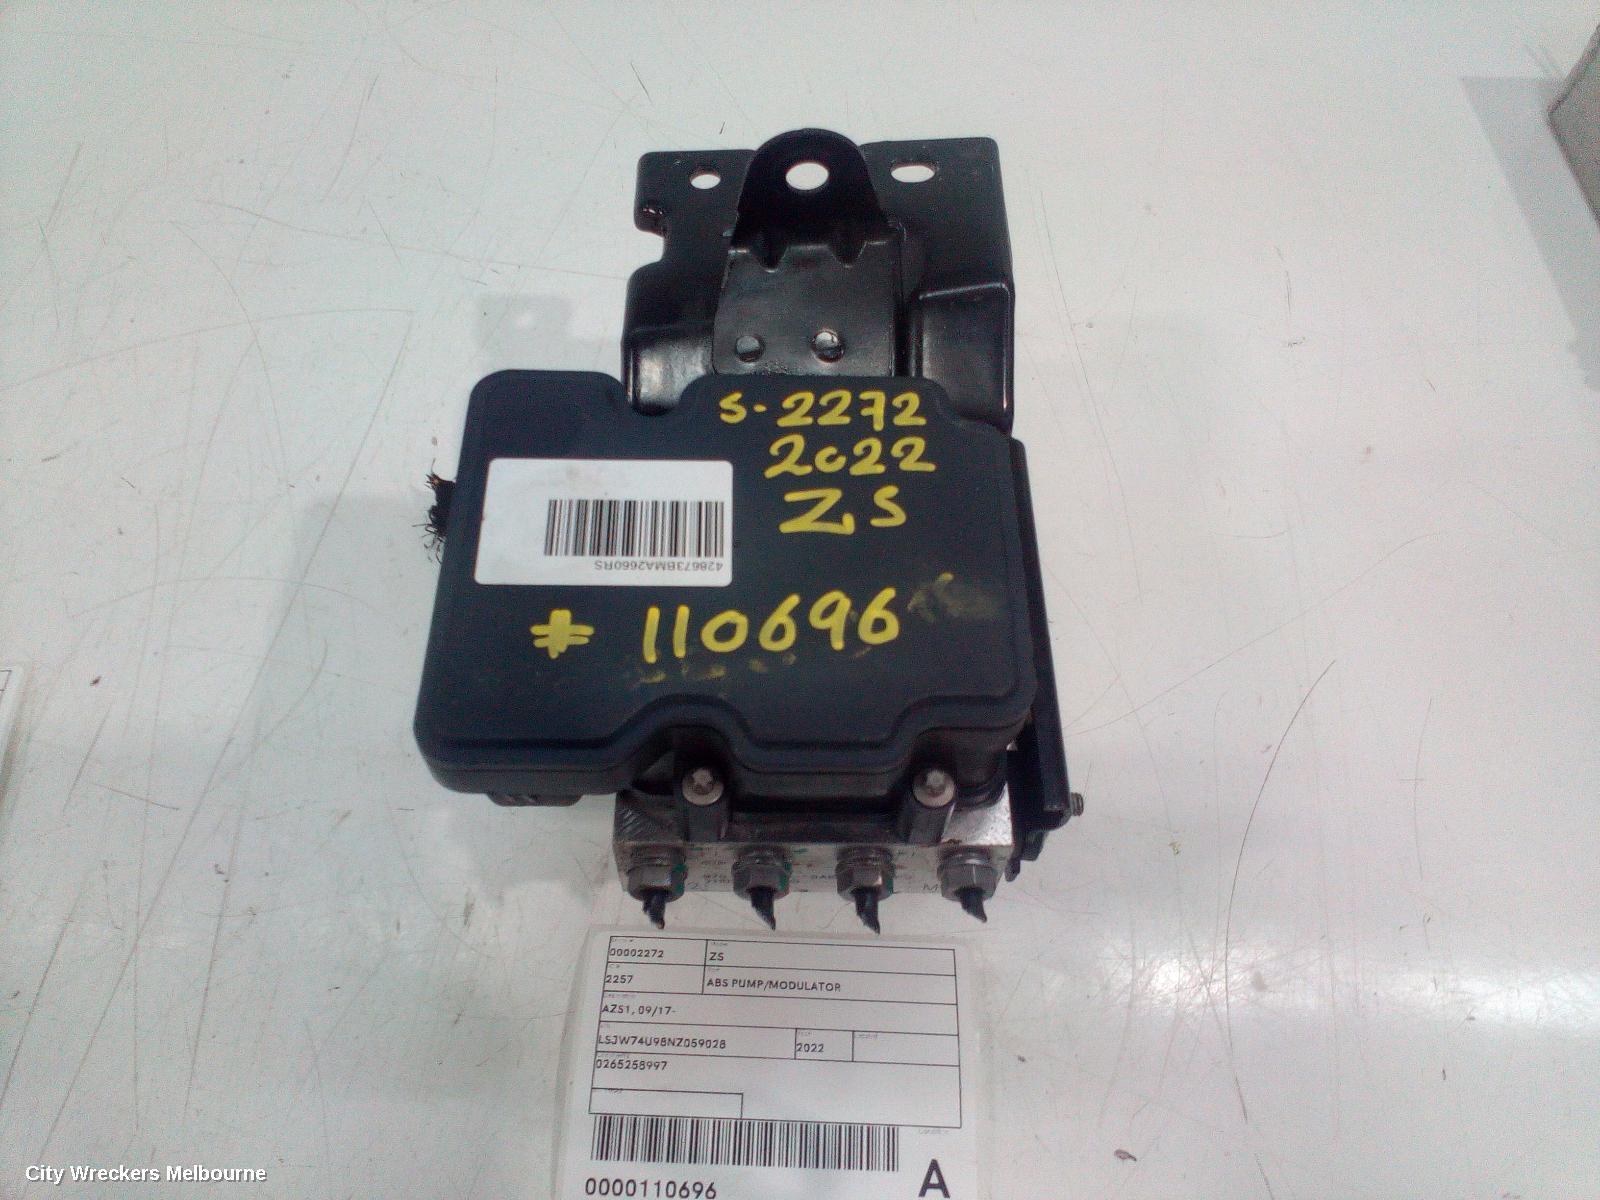 S-2272
2022
ZS
428673BMA2660RS
* 110696
00002272
ZS
2257
ABS PUMP/MODULATOR
AZS1, 09/17-
LSJW74U98NZ059028
2022
0265258997
0000110696
A
City Wreckers Melbourne